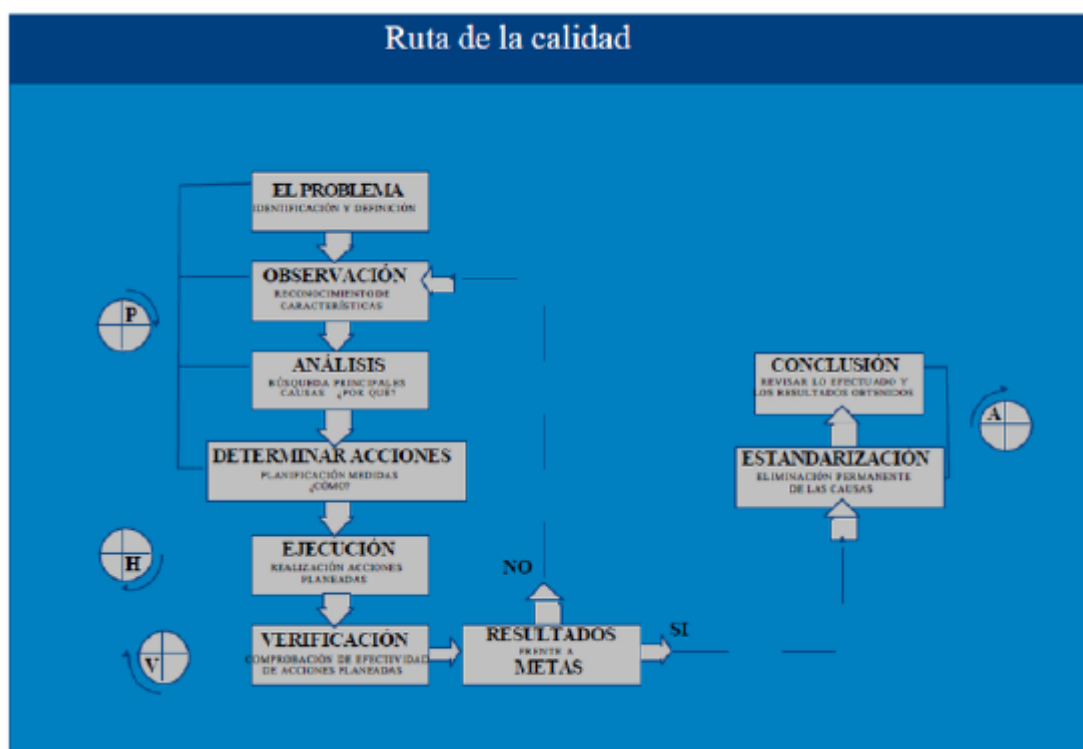 Ruta de la calidad
EL PROBLEMA
IDENTIFICACIÓN Y DEFINICIÓN
OBSERVACIÓN
RECONOCIMIENTO DE
CARACTERÍSTICAS
P
ANÁLISIS
BÚSQUEDA PRINCIPALES
CAUSAS ¿POR QUÉ?
DETERMINAR ACCIONES
PLANIFICACIÓN MEDIDAS
¿CÓMO?
H
EJECUCIÓN
REALIZACIÓN ACCIONES
PLANEADAS
V
VERIFICACIÓN
COMPROBACIÓN DE EFECTIVIDAD
DE ACCIONES PLANEADAS
NO
RESULTADOS
FRENTE A
METAS
SI
CONCLUSIÓN
REVISAR LO EFECTUADO Y
LOS RESULTADOS OBTENIDOS
A
ESTANDARIZACIÓN
ELIMINACIÓN PERMANENTE
DE LAS CAUSAS